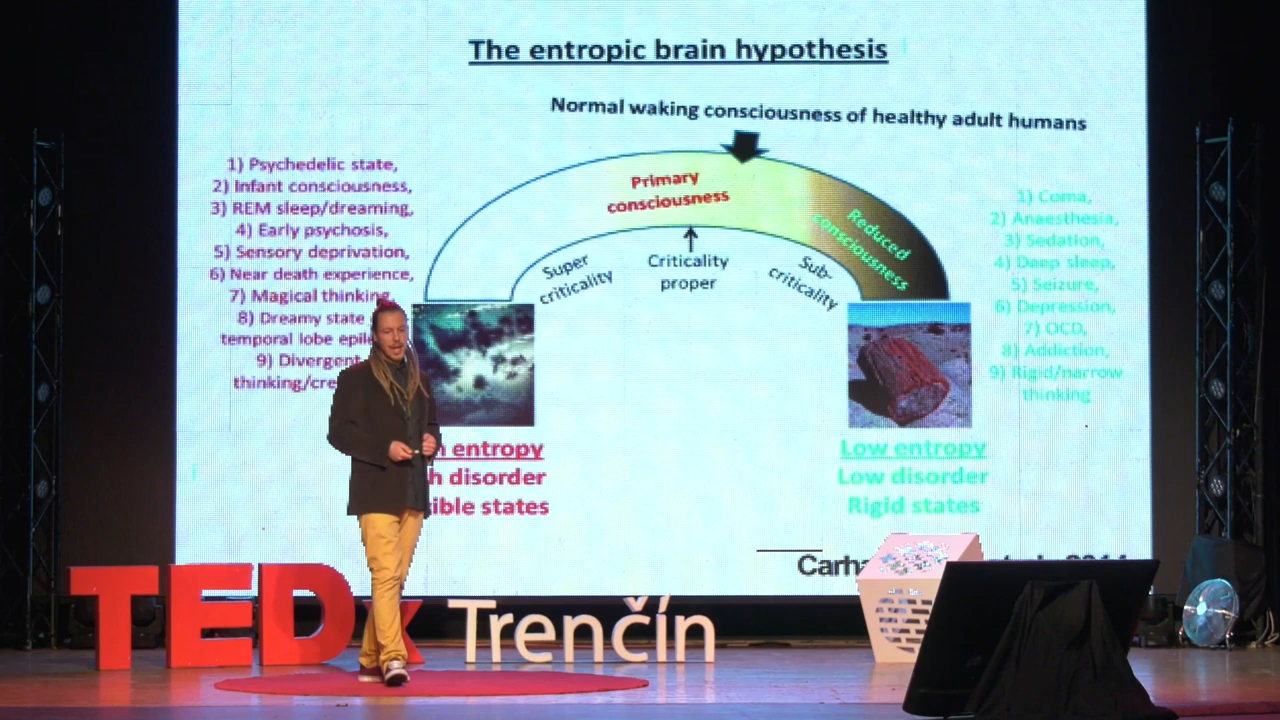 The entropic brain hypothesis
Normal waking consciousness of healthy adult humans
1) Psychedelic state,
2) Infant consciousness,
3) REM sleep/dreaming,
4) Early psychosis,
5) Sensory deprivation,
6) Near death experience,
7) Magical thinking,
8) Dreamy state
temporal lobe
9) Divergent
Primary
consciousness
Reduced
consciousness
Super
criticality
Criticality
proper
Sub-
criticality
1) Coma,
2) Anaesthesia,
3) Sedation,
4) Deep sleep,
5) Seizure,
6) Depression,
7) OCD,
8) Addiction,
9) Rigid/narrow
thinking
entropy
disorder
states
Low entropy
Low disorder
Rigid states
TEDx Trenčín